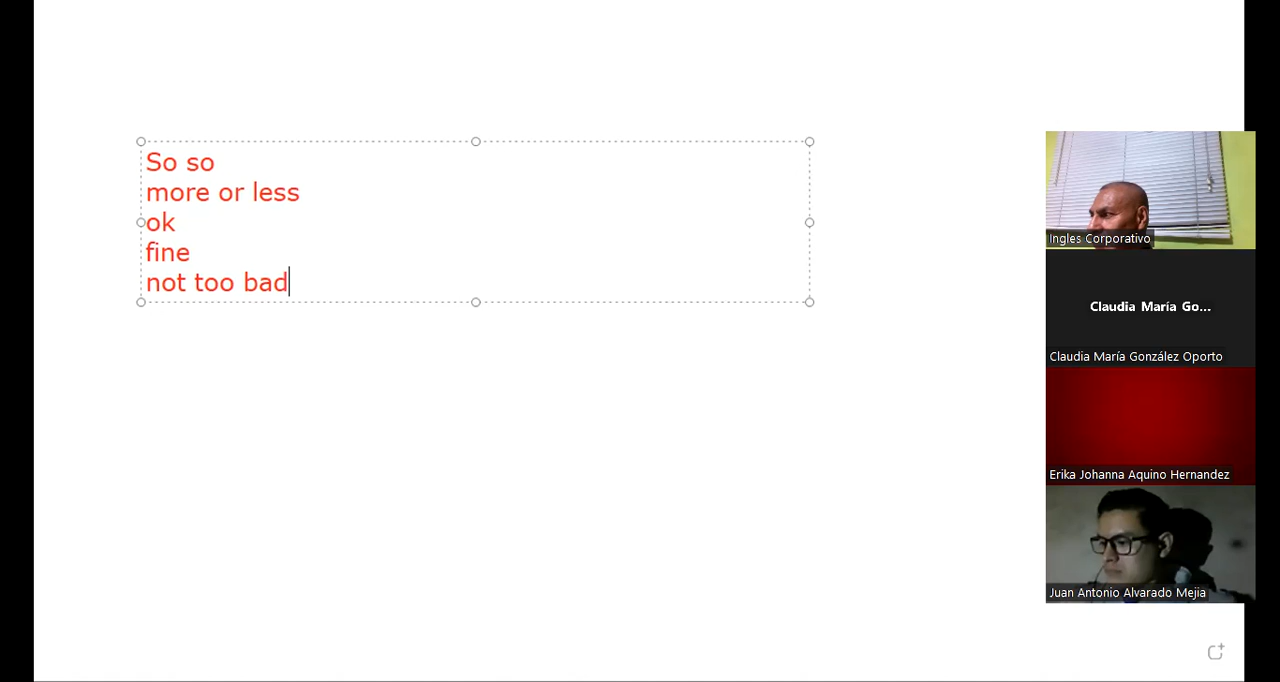 So so
more or less
ok
fine
not too bad
Ingles Corporativo
Claudia María Go...
Claudia María González Oporto
Erika Johanna Aquino Hernandez
Juan Antonio Alvarado Mejia